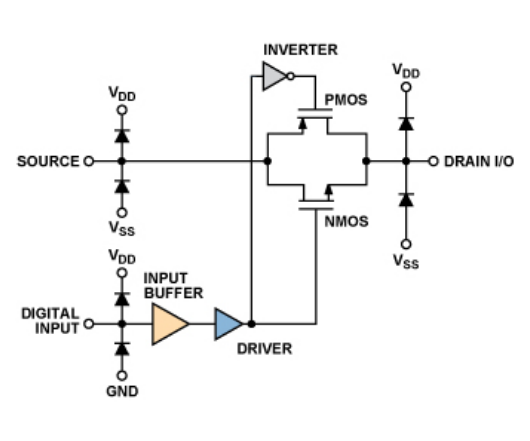 INVERTER
VDD
PMOS
VDD
SOURCE
DRAIN I/O
VSS
NMOS
VSS
VDD
INPUT
BUFFER
DIGITAL
INPUT
DRIVER
GND